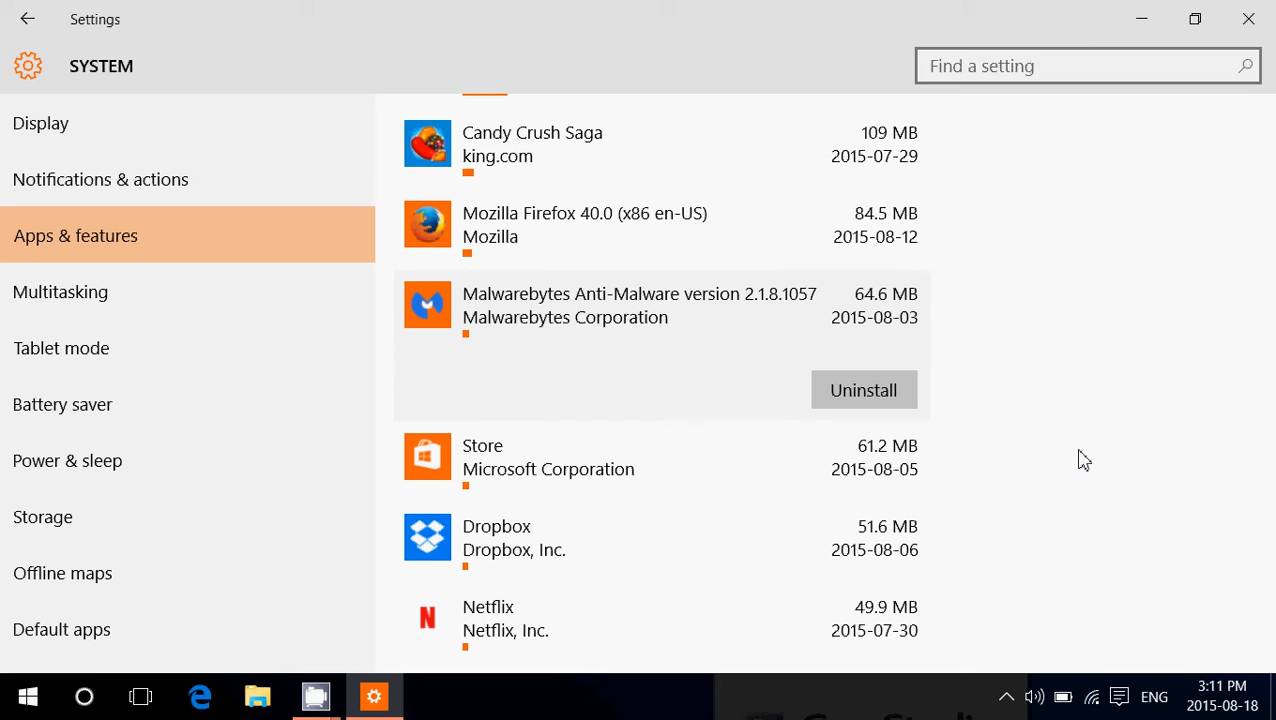 Settings
SYSTEM
Find a setting
Display
Notifications & actions
Apps & features
Multitasking
Tablet mode
Battery saver
Power & sleep
Storage
Offline maps
Default apps
Candy Crush Saga 109 MB
king.com 2015-07-29
Mozilla Firefox 40.0 (x86 en-US) 84.5 MB
Mozilla 2015-08-12
Malwarebytes Anti-Malware version 2.1.8.1057 64.6 MB
Malwarebytes Corporation 2015-08-03
Uninstall
Store 61.2 MB
Microsoft Corporation 2015-08-05
Dropbox 51.6 MB
Dropbox, Inc. 2015-08-06
Netflix 49.9 MB
Netflix, Inc. 2015-07-30
N
ENG
3:11 PM
2015-08-18